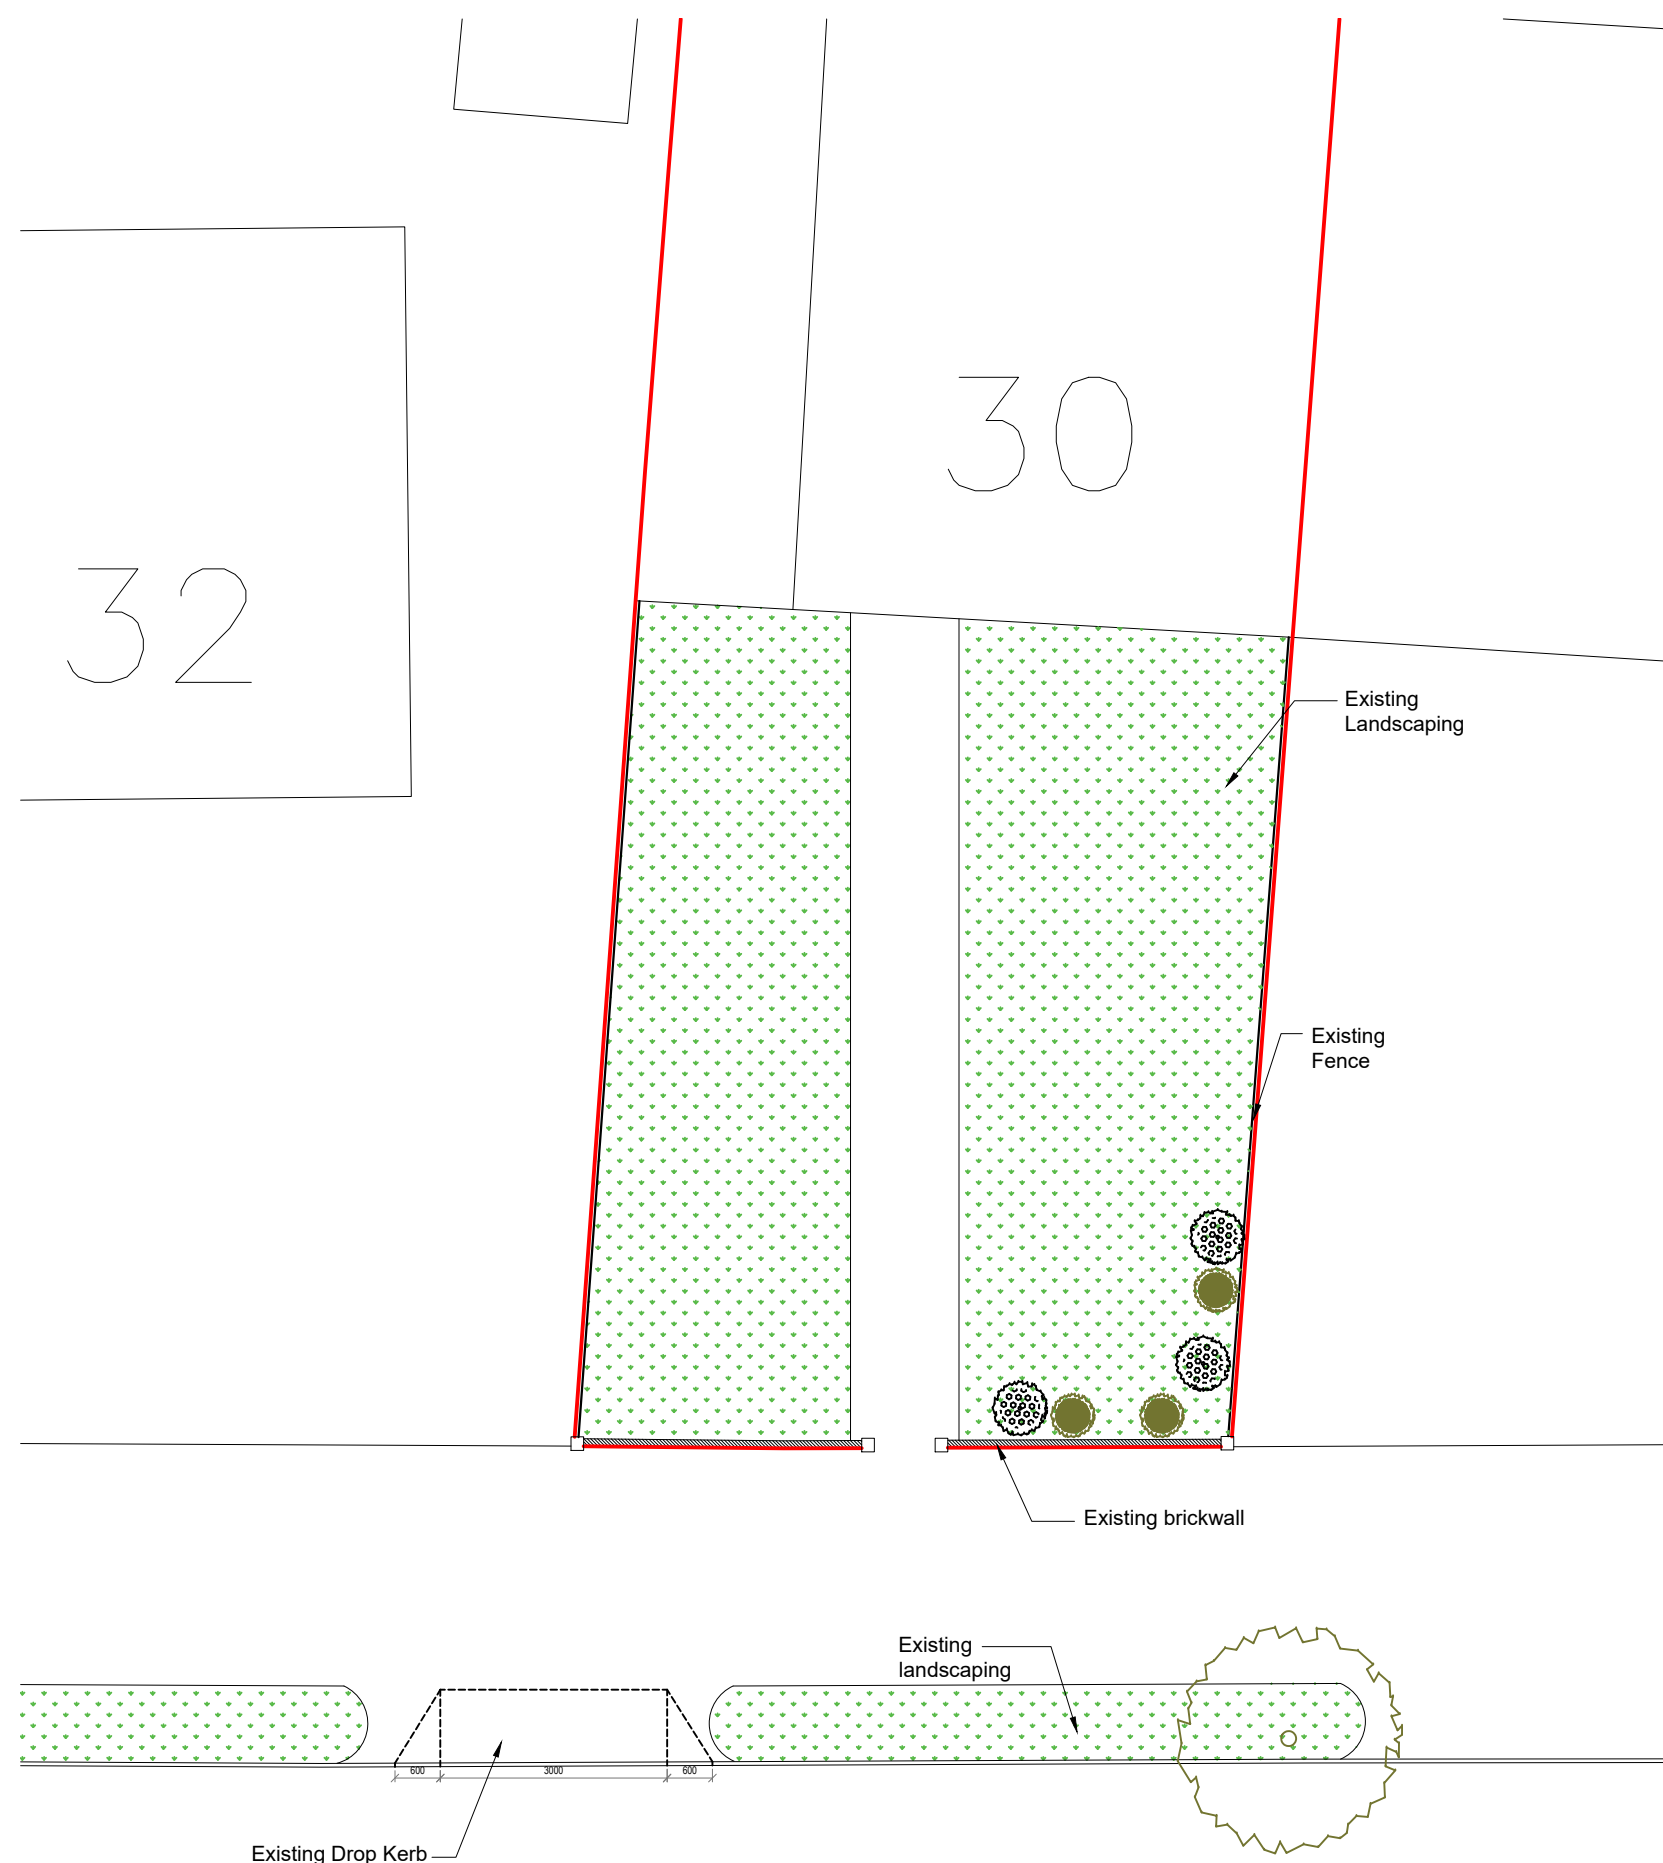 30
32
Existing
Landscaping
Existing
Fence
Existing brickwall
Existing
landscaping
600
3000
600
Existing Drop Kerb